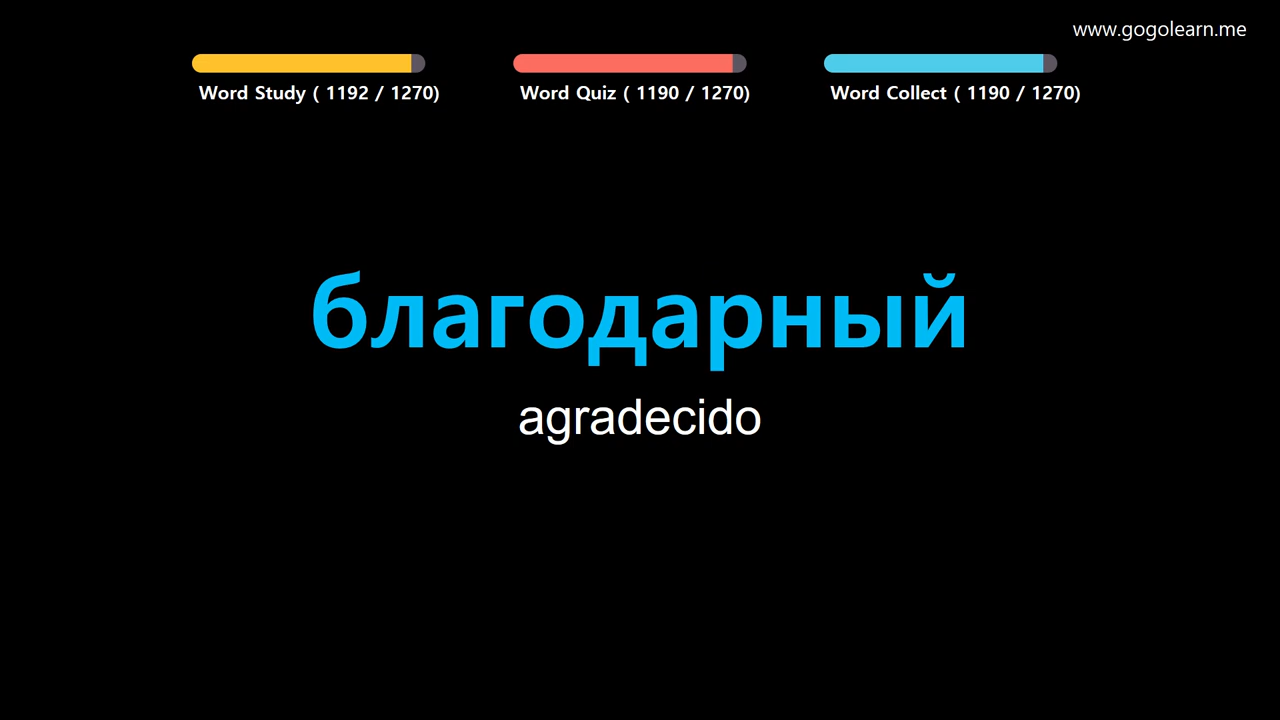 www.gogolearn.me
Word Study ( 1192 / 1270)
Word Quiz ( 1190 / 1270)
Word Collect ( 1190 / 1270)
благодарный
agradecido